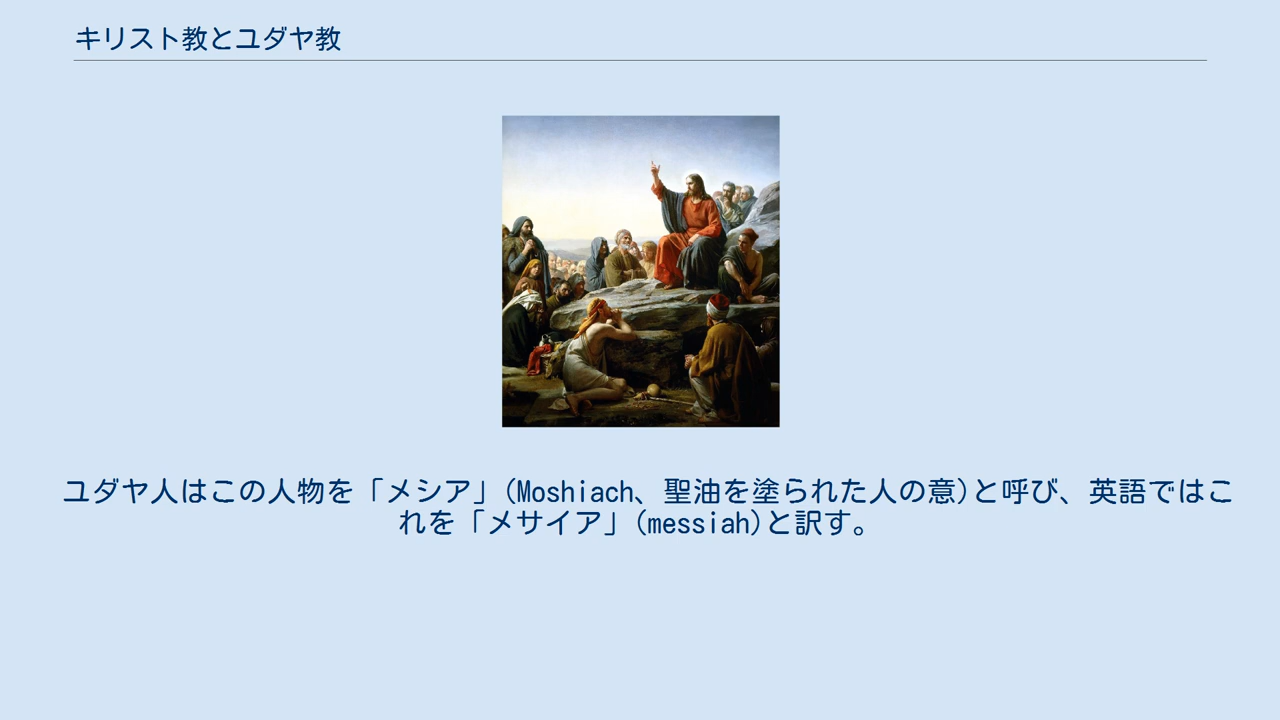 キリスト教とユダヤ教
ユダヤ人はこの人物を「メシア」(Moshiach、聖油を塗られた人の意)と呼び、英語ではこ
れを「メサイア」(messiah)と訳す。